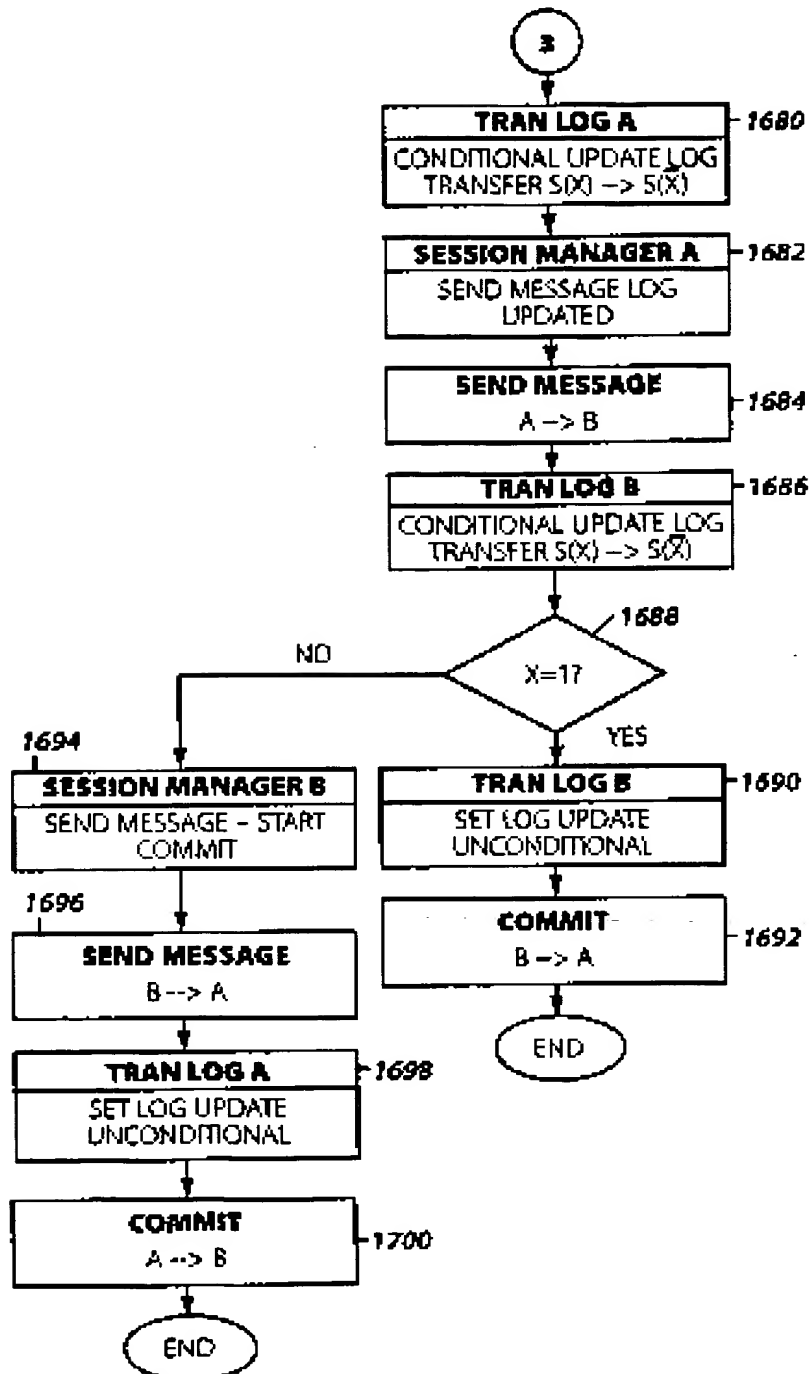 3
TRAN LOG A
1680
CONDITIONAL UPDATE LOG
TRANSFER S(X) --> S(X̅)
SESSION MANAGER A
1682
SEND MESSAGE LOG
UPDATED
SEND MESSAGE
1684
A --> B
TRAN LOG B
1686
CONDITIONAL UPDATE LOG
TRANSFER S(X) --> S(X̅)
1688
X=1?
NO
YES
1694
SESSION MANAGER B
SEND MESSAGE – START
COMMIT
TRAN LOG B
1690
SET LOG UPDATE
UNCONDITIONAL
1696
SEND MESSAGE
B --> A
COMMIT
1692
B --> A
END
TRAN LOG A
1698
SET LOG UPDATE
UNCONDITIONAL
COMMIT
1700
A --> B
END